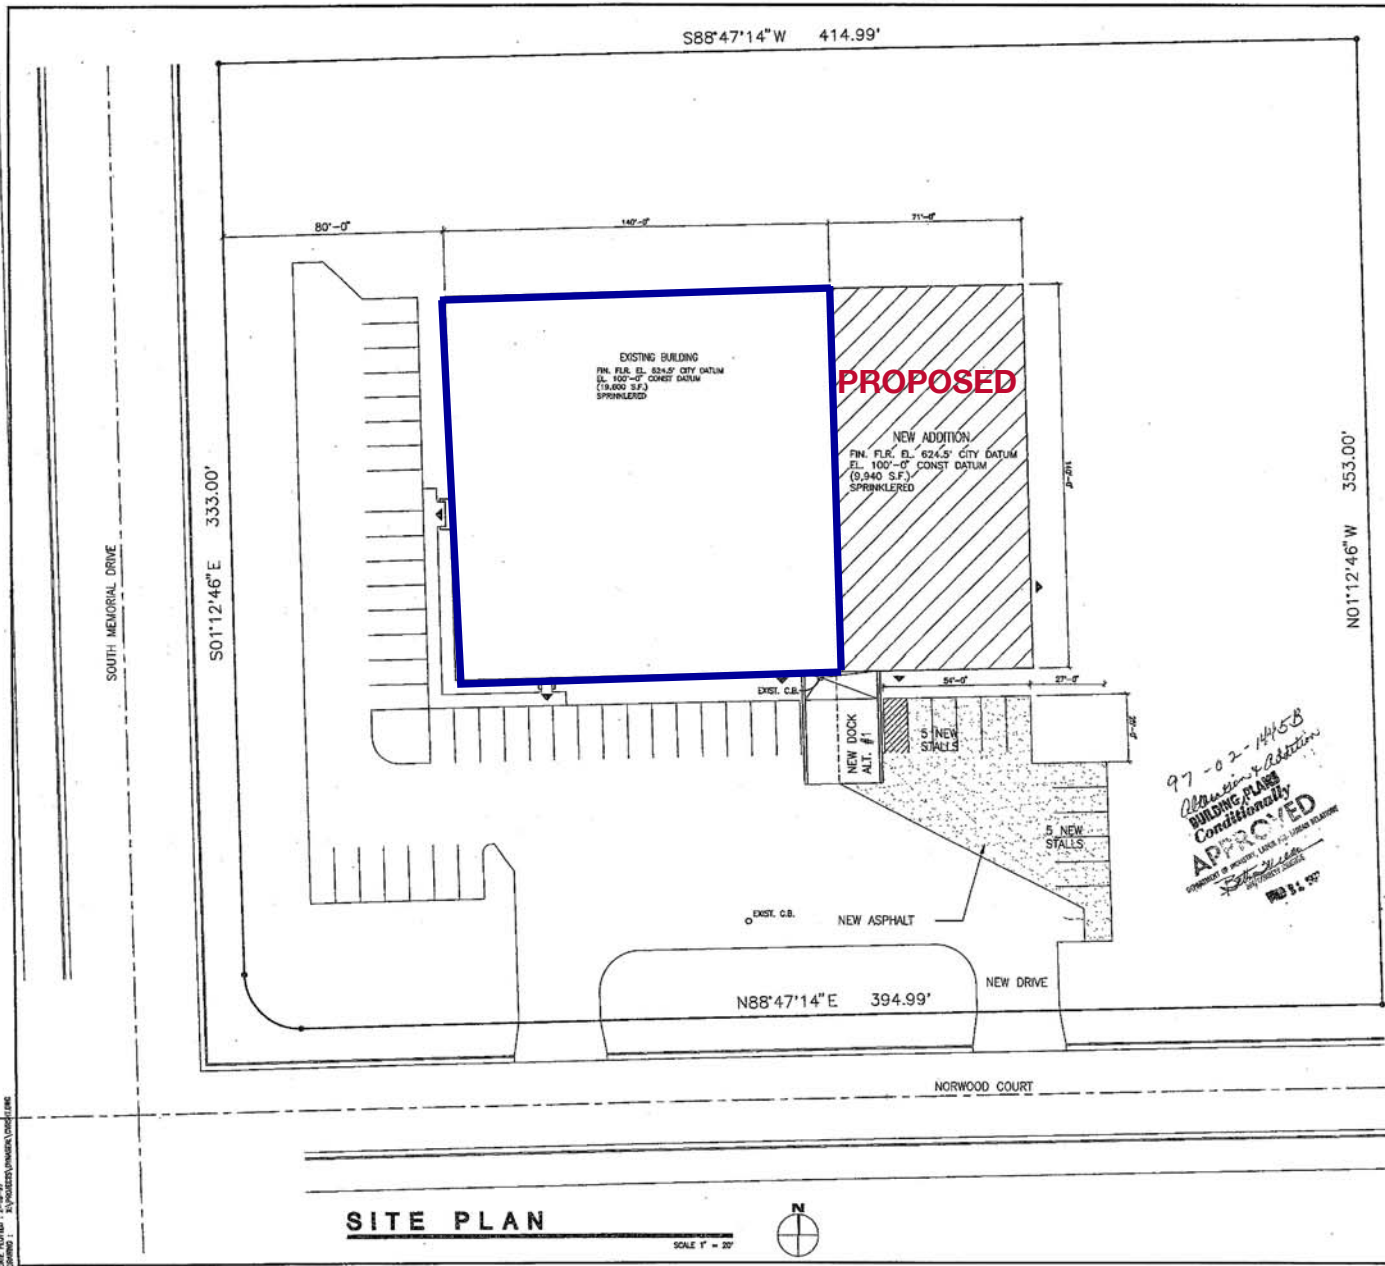 S88°47'14"W 414.99'
80'-0"
140'-0"
71'-0"
EXISTING BUILDING
FIN. FLR. EL. 624.5' CITY DATUM
EL. 100'-0" CONST DATUM
(19,600 S.F.)
SPRINKLERED
PROPOSED
NEW ADDITION
FIN. FLR. EL. 624.5' CITY DATUM
EL. 100'-0" CONST DATUM
(9,940 S.F.)
SPRINKLERED
140'-0"
S01°12'46"E 333.00'
N01°12'46"W 353.00'
SOUTH MEMORIAL DRIVE
EXIST. C.B.
54'-0"
27'-0"
NEW DOCK
ALT. #1
5 NEW
STALLS
5 NEW
STALLS
97-02-1445B
& Addition
BUILDING PLANS
Conditionally
APPROVED
EXIST. C.B.
NEW ASPHALT
NEW DRIVE
N88°47'14"E 394.99'
NORWOOD COURT
SITE PLAN
SCALE 1" = 20'
N